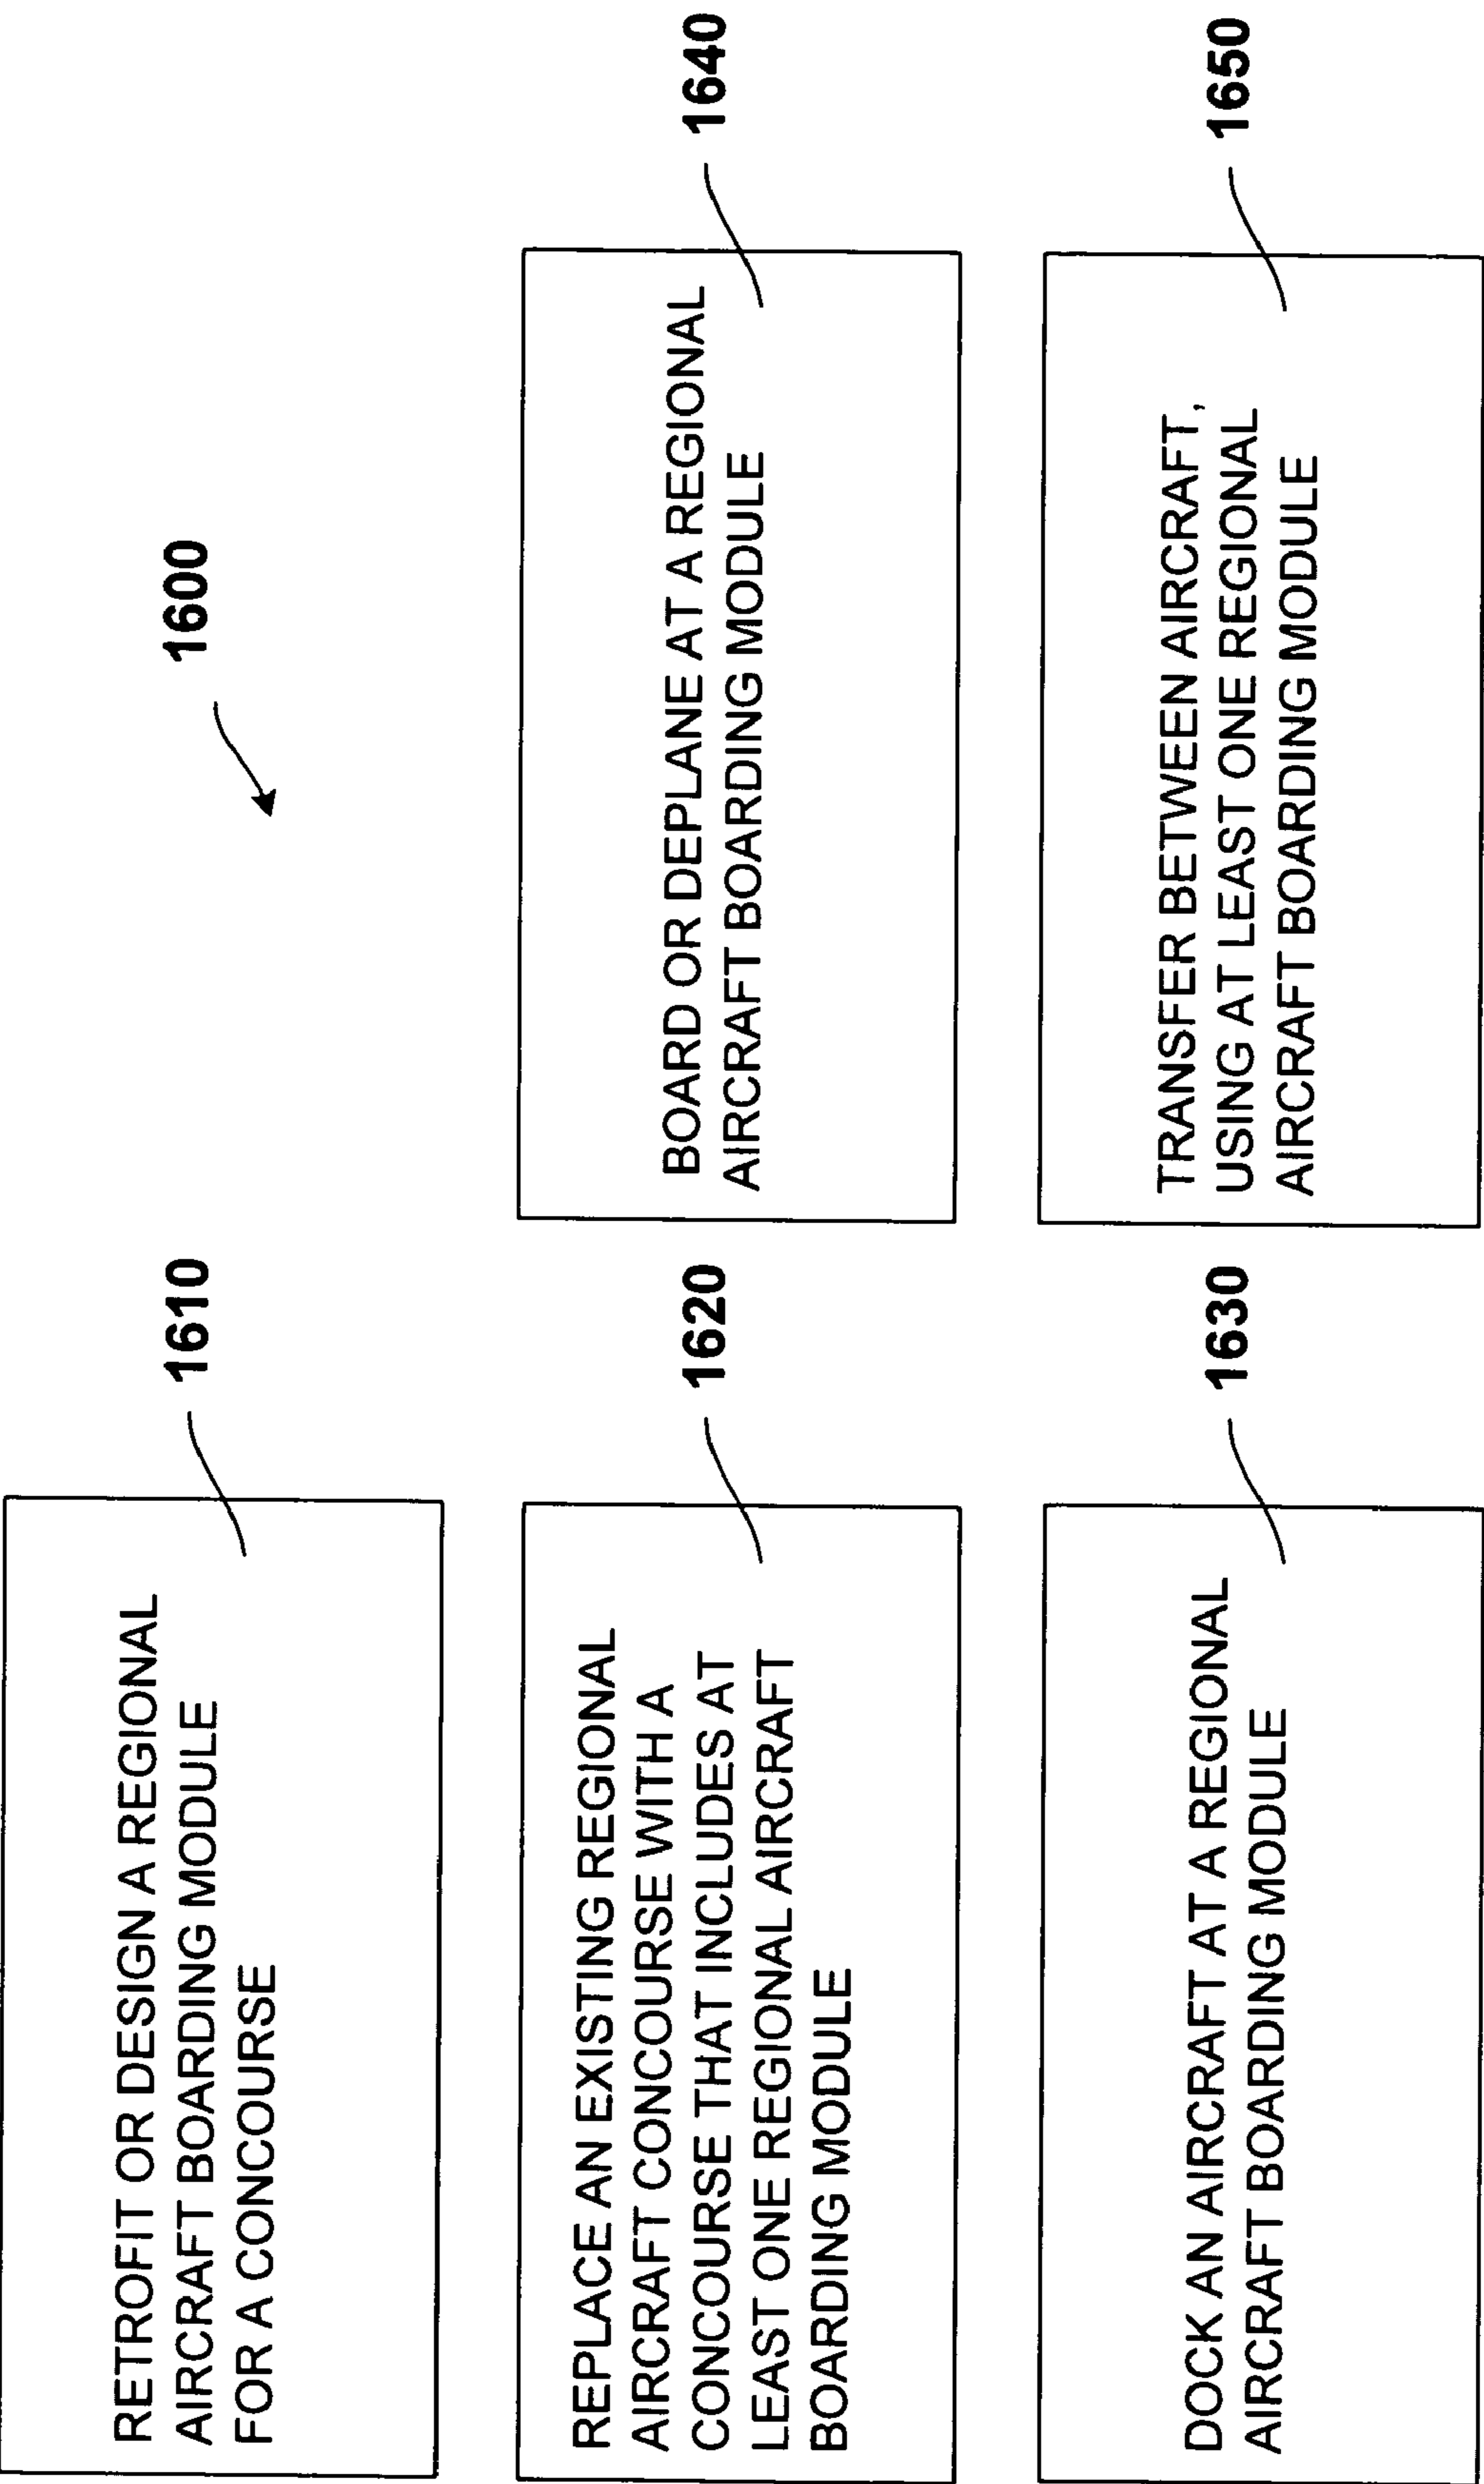 1600
RETROFIT OR DESIGN A REGIONAL
AIRCRAFT BOARDING MODULE
FOR A CONCOURSE
1610
REPLACE AN EXISTING REGIONAL
AIRCRAFT CONCOURSE WITH A
CONCOURSE THAT INCLUDES AT
LEAST ONE REGIONAL AIRCRAFT
BOARDING MODULE
1620
DOCK AN AIRCRAFT AT A REGIONAL
AIRCRAFT BOARDING MODULE
1630
BOARD OR DEPLANE AT A REGIONAL
AIRCRAFT BOARDING MODULE
1640
TRANSFER BETWEEN AIRCRAFT,
USING AT LEAST ONE REGIONAL
AIRCRAFT BOARDING MODULE
1650